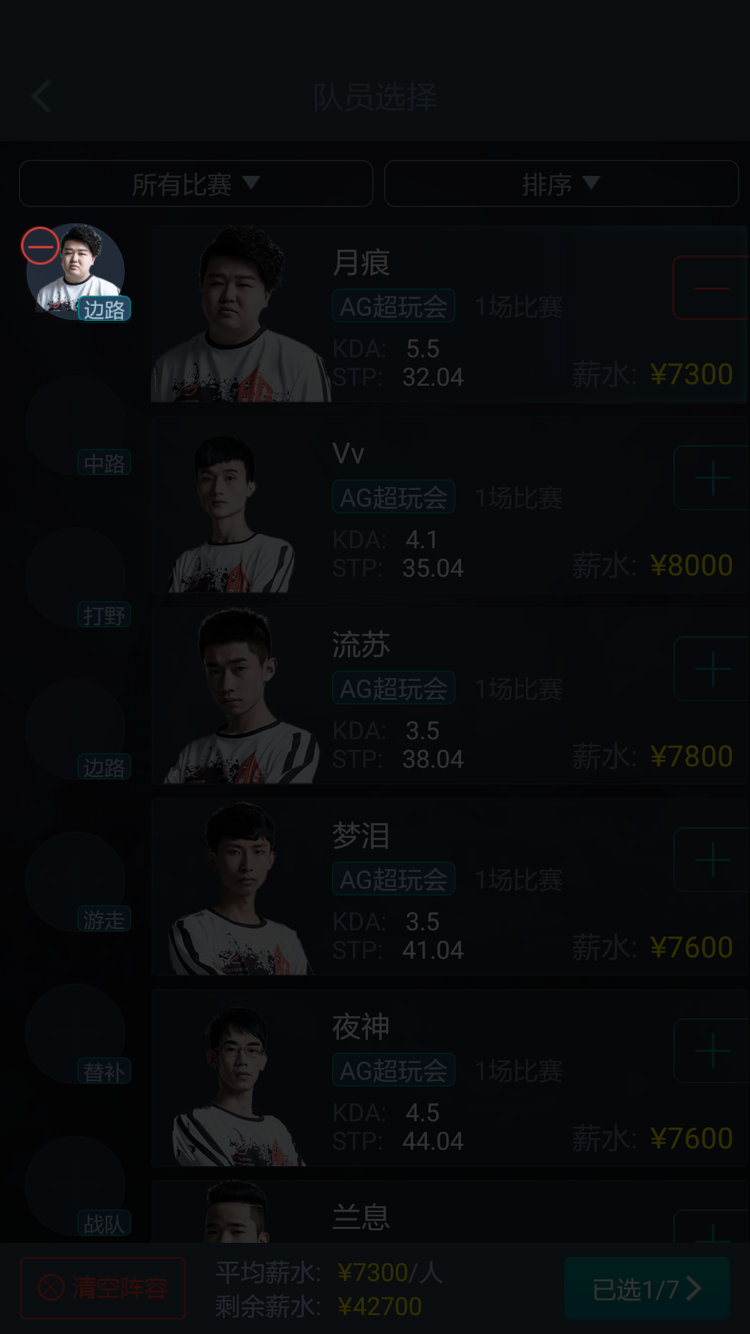 队员选择
所有比赛 排序
边路
月痕
AG超玩会 1场比赛
KDA: 5.5
STP: 32.04 薪水: ¥7300
中路
Vv
AG超玩会 1场比赛
KDA: 4.1
STP: 35.04 薪水: ¥8000
打野
流苏
AG超玩会 1场比赛
KDA: 3.5
STP: 38.04 薪水: ¥7800
边路
梦泪
AG超玩会 1场比赛
KDA: 3.5
STP: 41.04 薪水: ¥7600
游走
夜神
AG超玩会 1场比赛
KDA: 4.5
STP: 44.04 薪水: ¥7600
替补
兰息
战队
清空阵容
平均薪水: ¥7300/人
剩余薪水: ¥42700
已选1/7